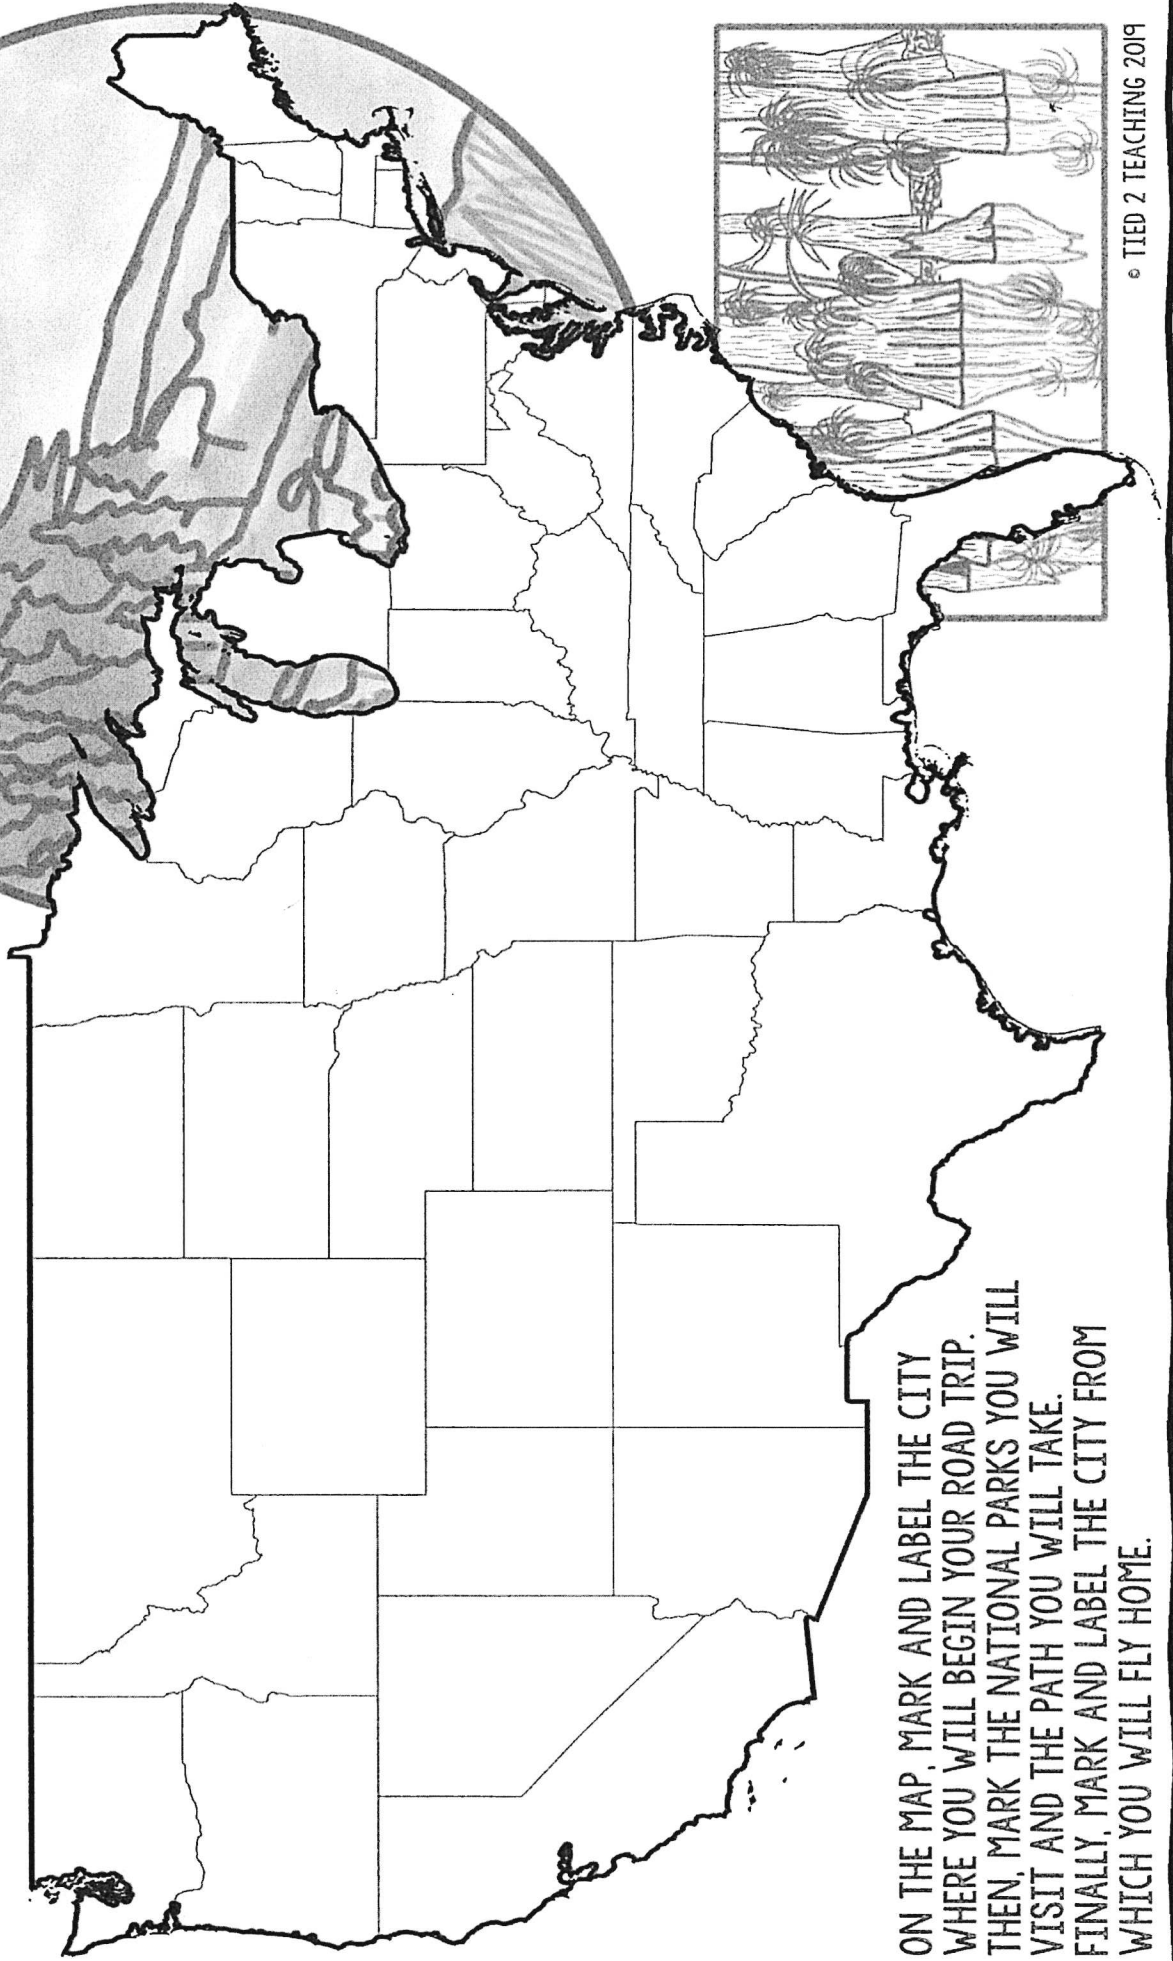 ON THE MAP, MARK AND LABEL THE CITY
WHERE YOU WILL BEGIN YOUR ROAD TRIP.
THEN, MARK THE NATIONAL PARKS YOU WILL
VISIT AND THE PATH YOU WILL TAKE.
FINALLY, MARK AND LABEL THE CITY FROM
WHICH YOU WILL FLY HOME.
© TIED 2 TEACHING 2019